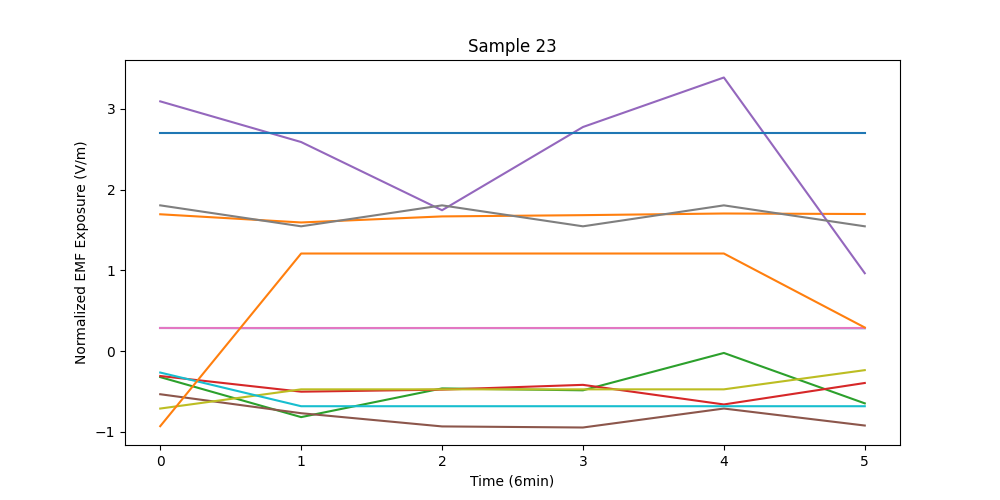 Sample 23
Normalized EMF Exposure (V/m)
3
2
1
0
−1
0 1 2 3 4 5
Time (6min)